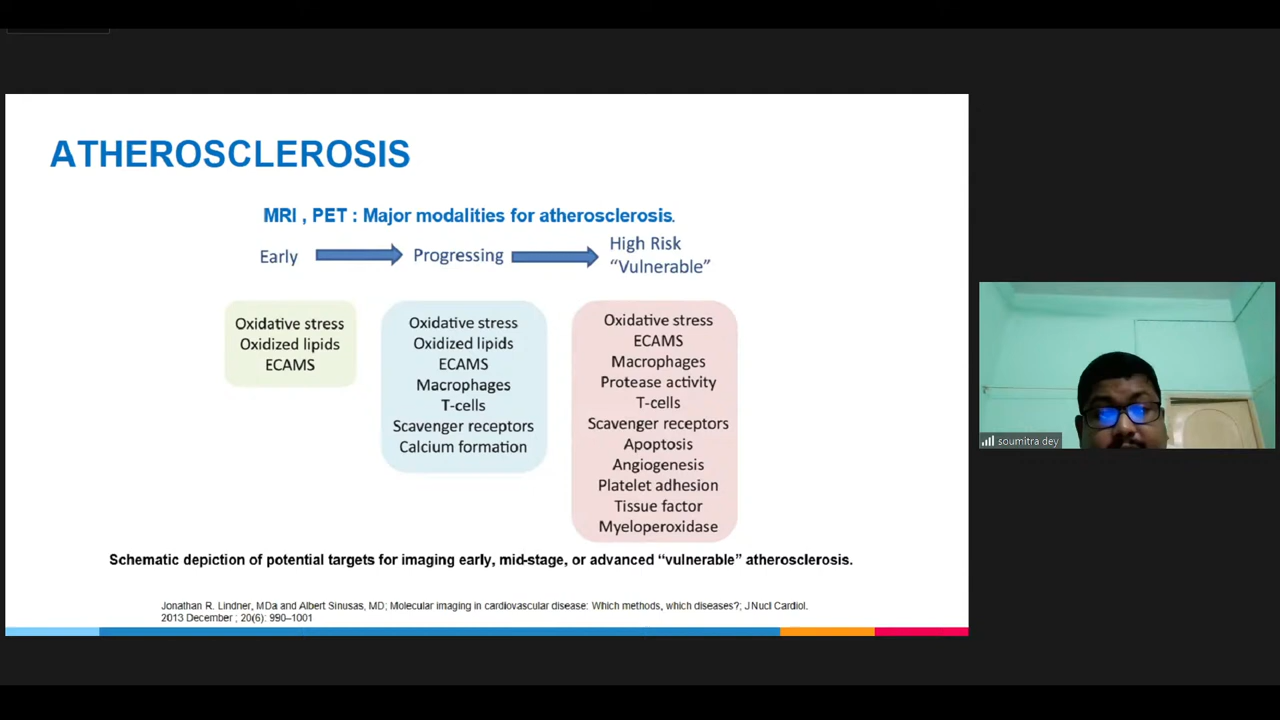 ATHEROSCLEROSIS
MRI , PET : Major modalities for atherosclerosis.
Early
Progressing
High Risk
“Vulnerable”
Oxidative stress
Oxidized lipids
ECAMS
Oxidative stress
Oxidized lipids
ECAMS
Macrophages
T-cells
Scavenger receptors
Calcium formation
Oxidative stress
ECAMS
Macrophages
Protease activity
T-cells
Scavenger receptors
Apoptosis
Angiogenesis
Platelet adhesion
Tissue factor
Myeloperoxidase
Schematic depiction of potential targets for imaging early, mid-stage, or advanced “vulnerable” atherosclerosis.
Jonathan R. Lindner, MDa and Albert Sinusas, MD; Molecular imaging in cardiovascular disease: Which methods, which diseases?; J Nucl Cardiol.
2013 December ; 20(6): 990–1001
soumitra dey